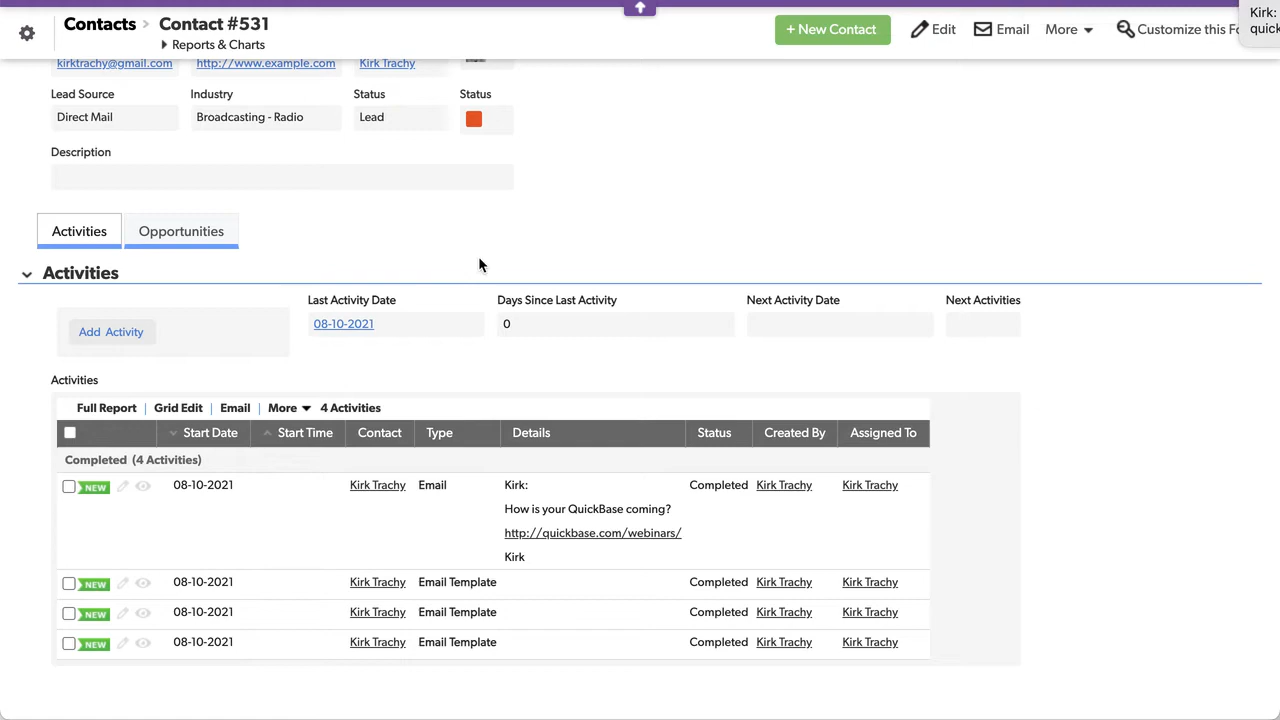 Contacts > Contact #531
Reports & Charts
+ New Contact
Edit
Email
More
Customize this Fo
Kirk:
quick
kirktrachy@gmail.com
http://www.example.com
Kirk Trachy
Lead Source
Industry
Status
Status
Direct Mail
Broadcasting - Radio
Lead
Description
Activities
Opportunities
Activities
Last Activity Date
Days Since Last Activity
Next Activity Date
Next Activities
Add Activity
08-10-2021
0
Activities
Full Report | Grid Edit | Email | More 4 Activities
Start Date Start Time Contact Type Details Status Created By Assigned To
Completed (4 Activities)
NEW 08-10-2021 Kirk Trachy Email Kirk: Completed Kirk Trachy Kirk Trachy
How is your QuickBase coming?
http://quickbase.com/webinars/
Kirk
NEW 08-10-2021 Kirk Trachy Email Template Completed Kirk Trachy Kirk Trachy
NEW 08-10-2021 Kirk Trachy Email Template Completed Kirk Trachy Kirk Trachy
NEW 08-10-2021 Kirk Trachy Email Template Completed Kirk Trachy Kirk Trachy